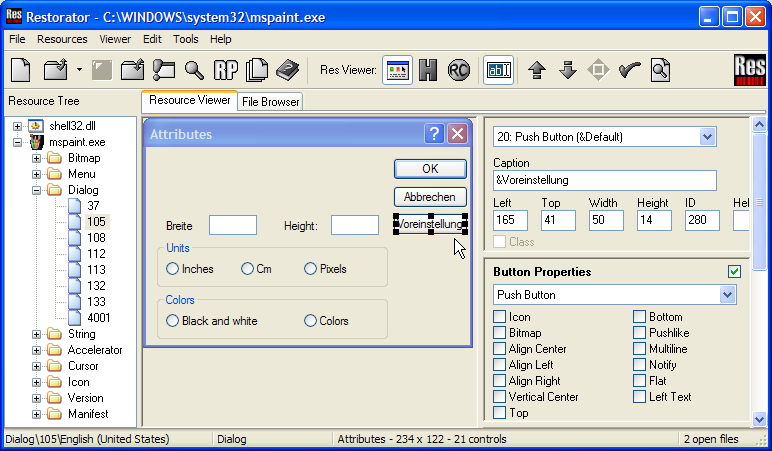 Res
Restorator - C:\WINDOWS\system32\mspaint.exe
File Resources Viewer Edit Tools Help
RP Res Viewer: H RC ab Res
Resource Tree
Resource Viewer File Browser
shell32.dll
mspaint.exe
Bitmap
Menu
Dialog
37
105
108
112
113
132
133
4001
String
Accelerator
Cursor
Icon
Version
Manifest
Attributes
OK
Abbrechen
Breite Height: Voreinstellung
Units
Inches Cm Pixels
Colors
Black and white Colors
20: Push Button (&Default)
Caption
&Voreinstellung
Left Top Width Height ID Hel
165 41 50 14 280
Class
Button Properties
Push Button
Icon Bottom
Bitmap Pushlike
Align Center Multiline
Align Left Notify
Align Right Flat
Vertical Center Left Text
Top
Dialog\105\English (United States) Dialog Attributes - 234 x 122 - 21 controls 2 open files